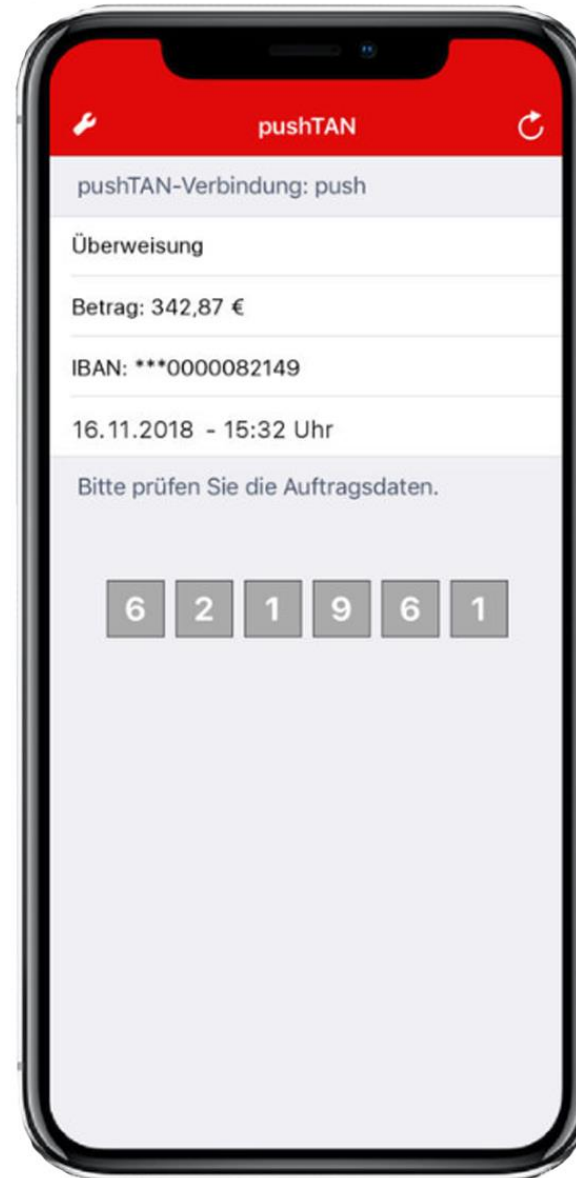 pushTAN
pushTAN-Verbindung: push
Überweisung
Betrag: 342,87 €
IBAN: ***0000082149
16.11.2018 - 15:32 Uhr
Bitte prüfen Sie die Auftragsdaten.
6 2 1 9 6 1